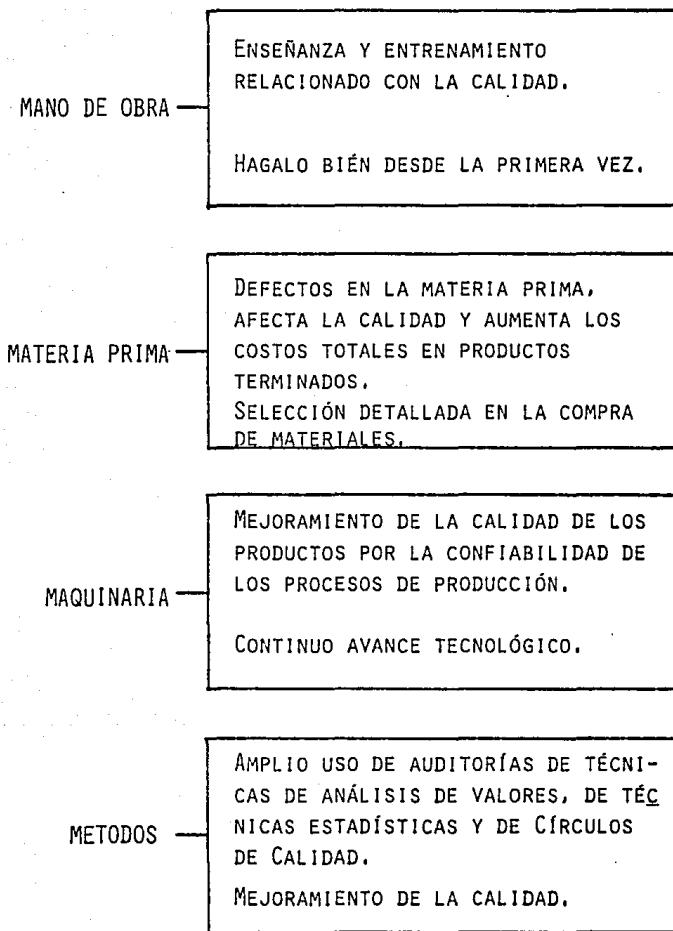 ENSEÑANZA Y ENTRENAMIENTO
RELACIONADO CON LA CALIDAD.
MANO DE OBRA
HAGALO BIÉN DESDE LA PRIMERA VEZ.
DEFECTOS EN LA MATERIA PRIMA,
AFECTA LA CALIDAD Y AUMENTA LOS
MATERIA PRIMA
COSTOS TOTALES EN PRODUCTOS
TERMINADOS.
SELECCIÓN DETALLADA EN LA COMPRA
DE MATERIALES.
MEJORAMIENTO DE LA CALIDAD DE LOS
PRODUCTOS POR LA CONFIABILIDAD DE
LOS PROCESOS DE PRODUCCIÓN.
MAQUINARIA
CONTINUO AVANCE TECNOLÓGICO.
AMPLIO USO DE AUDITORÍAS DE TÉCNI-
CAS DE ANÁLISIS DE VALORES, DE TÉC
NICAS ESTADÍSTICAS Y DE CÍRCULOS
METODOS
DE CALIDAD.
MEJORAMIENTO DE LA CALIDAD.